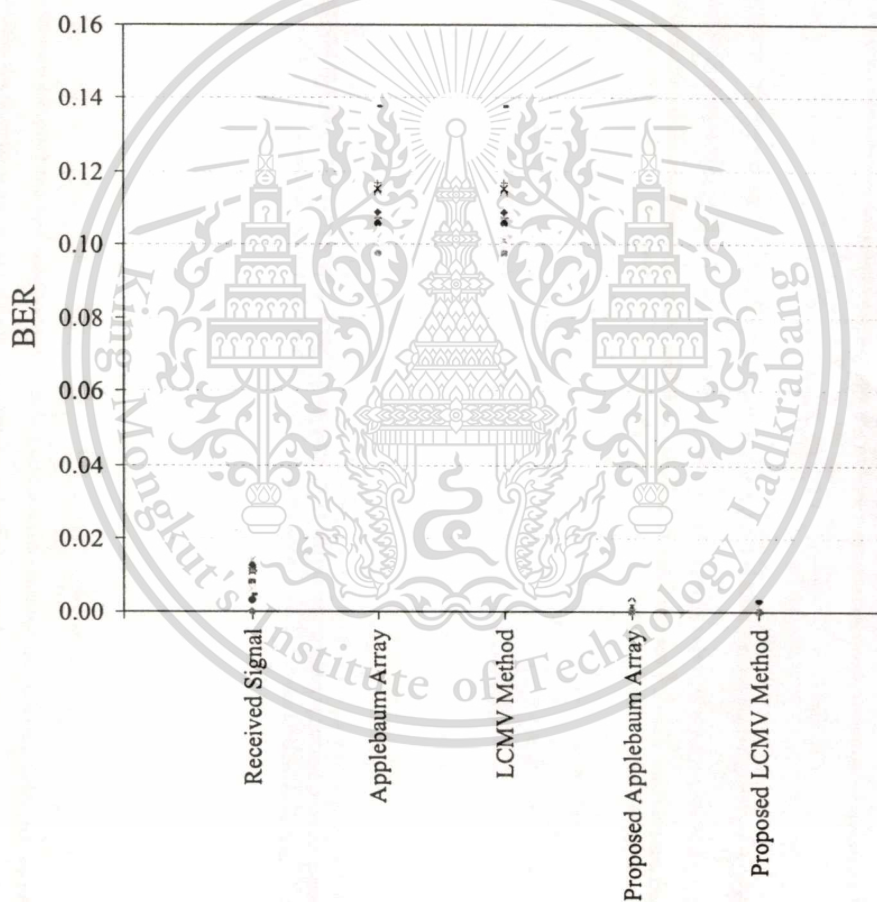 0.16
0.14
0.12
0.10
0.08
0.06
0.04
0.02
0.00
BER
Received Signal
Applebaum Array
LCMV Method
Proposed Applebaum Array
Proposed LCMV Method
King Mongkut's Institute of Technology Ladkrabang